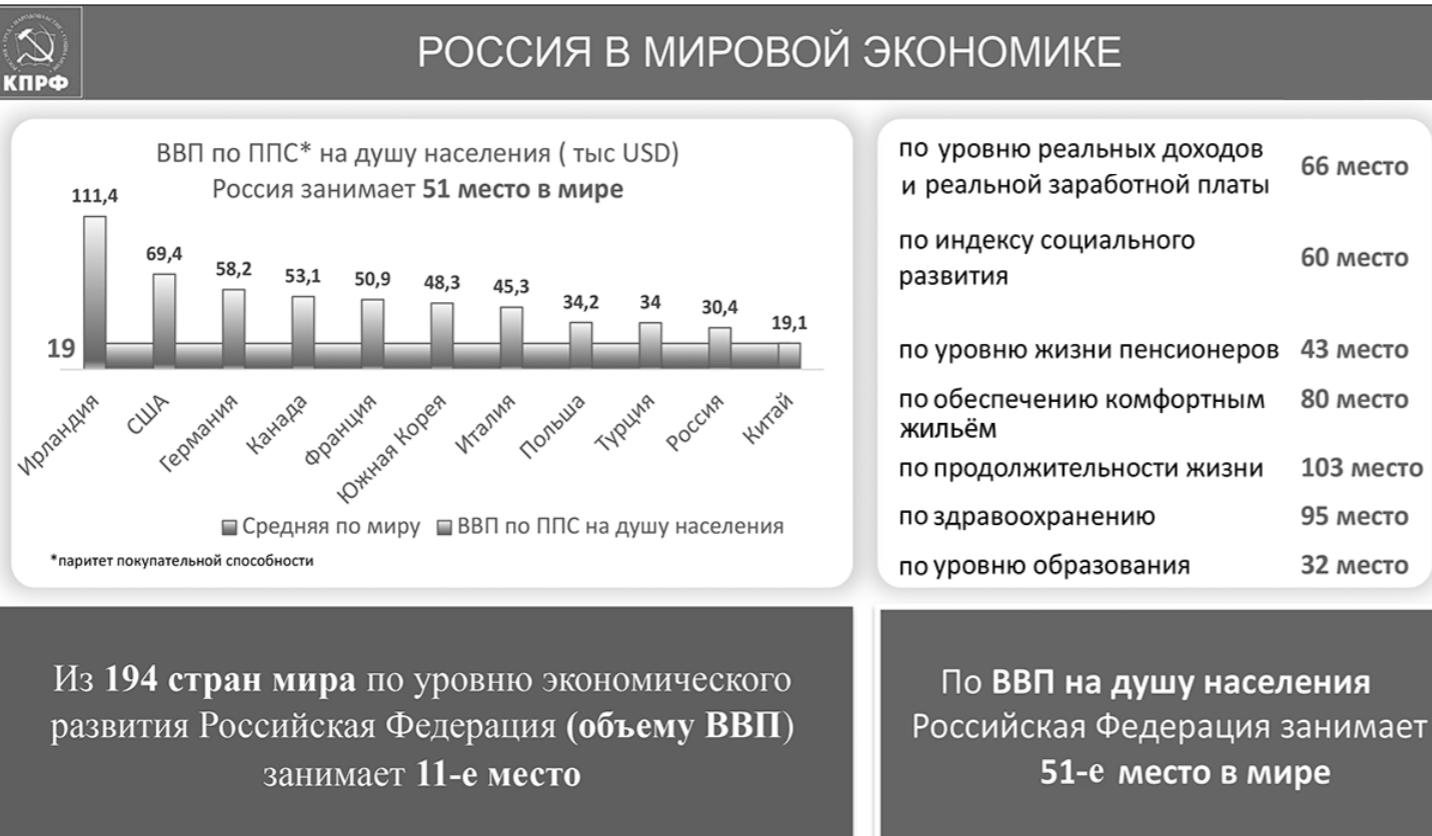 КПРФ
РОССИЯ В МИРОВОЙ ЭКОНОМИКЕ
ВВП по ППС* на душу населения ( тыс USD)
Россия занимает 51 место в мире
111,4
69,4
58,2
53,1
50,9
48,3
45,3
34,2
34
30,4
19,1
19
Ирландия
США
Германия
Канада
Франция
Южная Корея
Италия
Польша
Турция
Россия
Китай
Средняя по миру
ВВП по ППС на душу населения
*паритет покупательной способности
по уровню реальных доходов
и реальной заработной платы
66 место
по индексу социального
развития
60 место
по уровню жизни пенсионеров 43 место
по обеспечению комфортным 80 место
жильём
по продолжительности жизни 103 место
по здравоохранению 95 место
по уровню образования 32 место
Из 194 стран мира по уровню экономического
развития Российская Федерация (объему ВВП)
занимает 11-е место
По ВВП на душу населения
Российская Федерация занимает
51-е место в мире